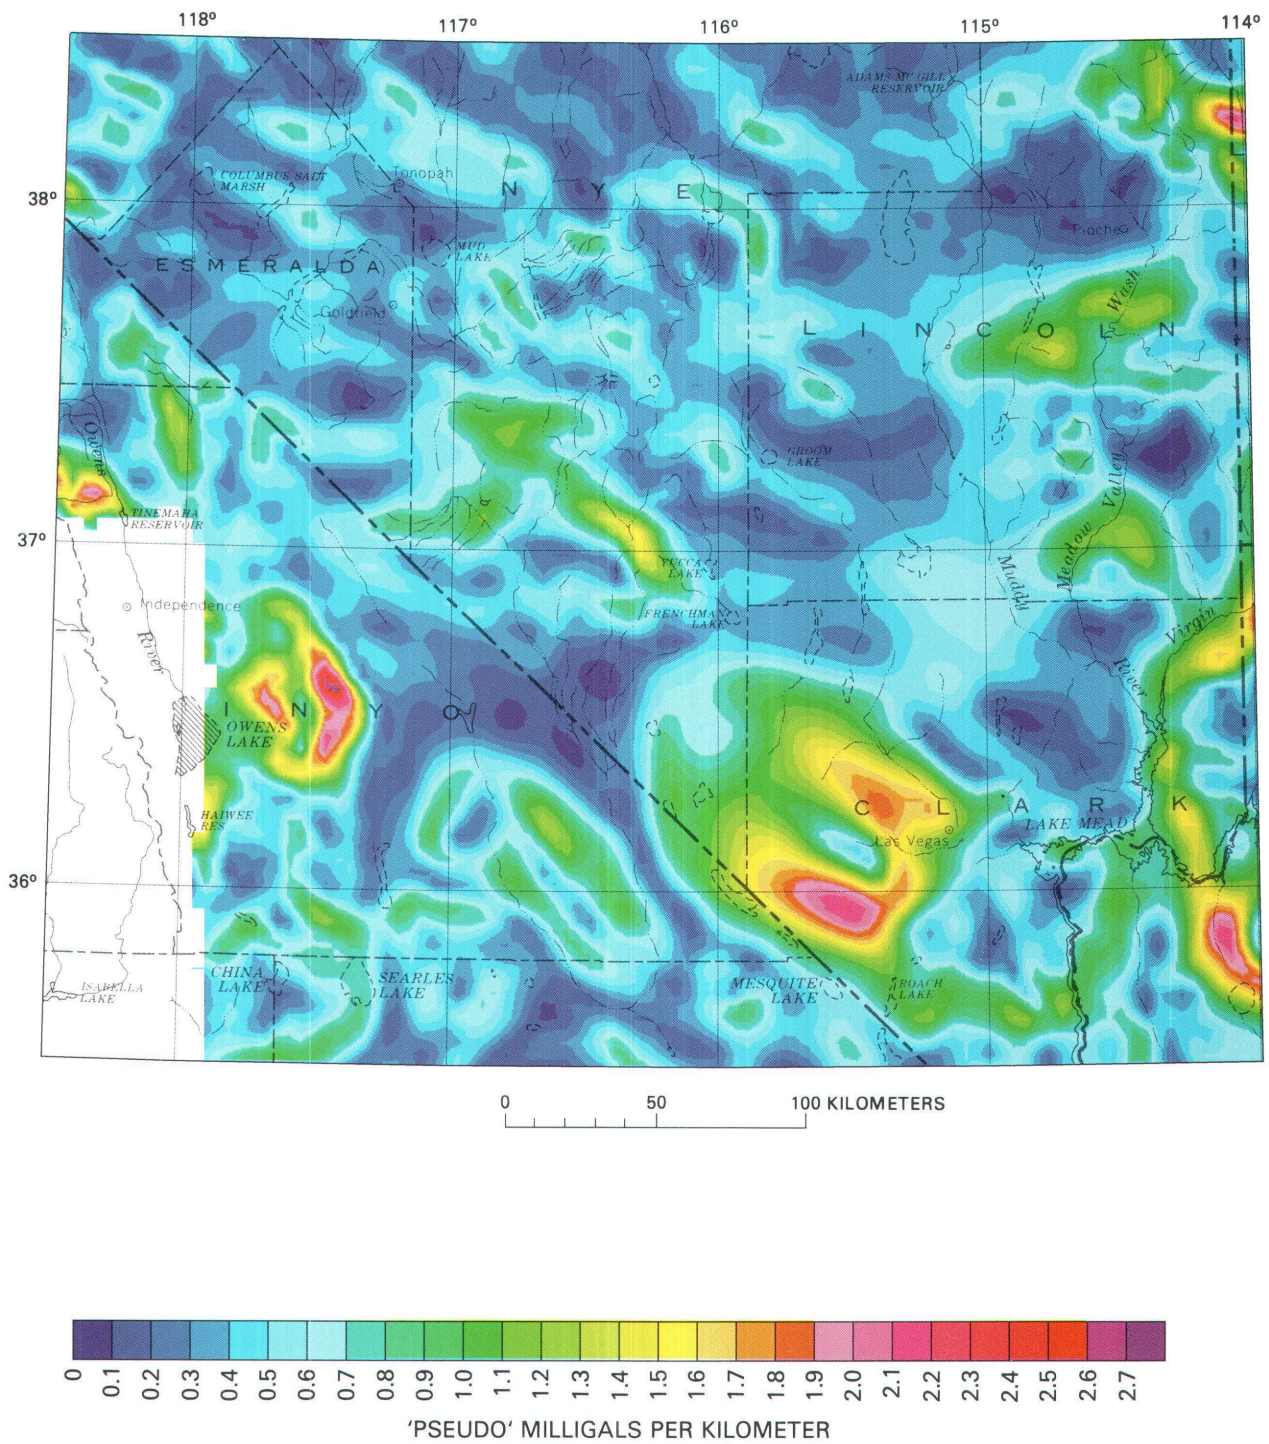 118° 117° 116° 115° 114°
ADAMS MC GILL
RESERVOIR
COLUMBUS SALT
MARSH
Tonopah
38°
N Y E
Pioche
MUD
LAKE
ESMERALDA
Wash
Goldfield
LINCOLN
Owens
GROOM
LAKE
Valley
TINEMAHA
RESERVOIR
37°
Meadow
YUCCA
LAKE
Muddy
Independence
FRENCHMAN
LAKE
Virgin
River
River
I N Y O
OWENS
LAKE
CLARK
HAIWEE
RES
LAKE MEAD
Las Vegas
36°
CHINA
LAKE
SEARLES
LAKE
MESQUITE
LAKE
ROACH
LAKE
ISABELLA
LAKE
0 50 100 KILOMETERS
0 0.1 0.2 0.3 0.4 0.5 0.6 0.7 0.8 0.9 1.0 1.1 1.2 1.3 1.4 1.5 1.6 1.7 1.8 1.9 2.0 2.1 2.2 2.3 2.4 2.5 2.6 2.7
'PSEUDO' MILLIGALS PER KILOMETER